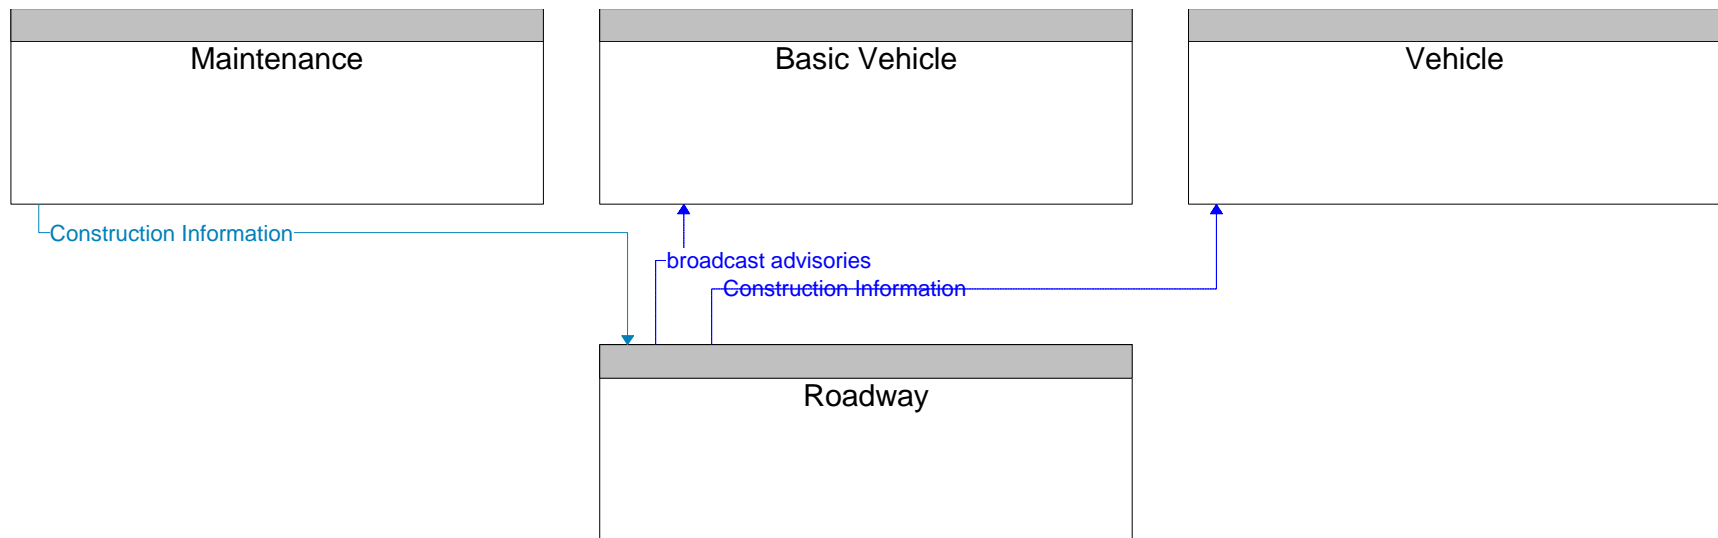 Maintenance
Basic Vehicle
Vehicle
Construction Information
broadcast advisories
Construction Information
Roadway